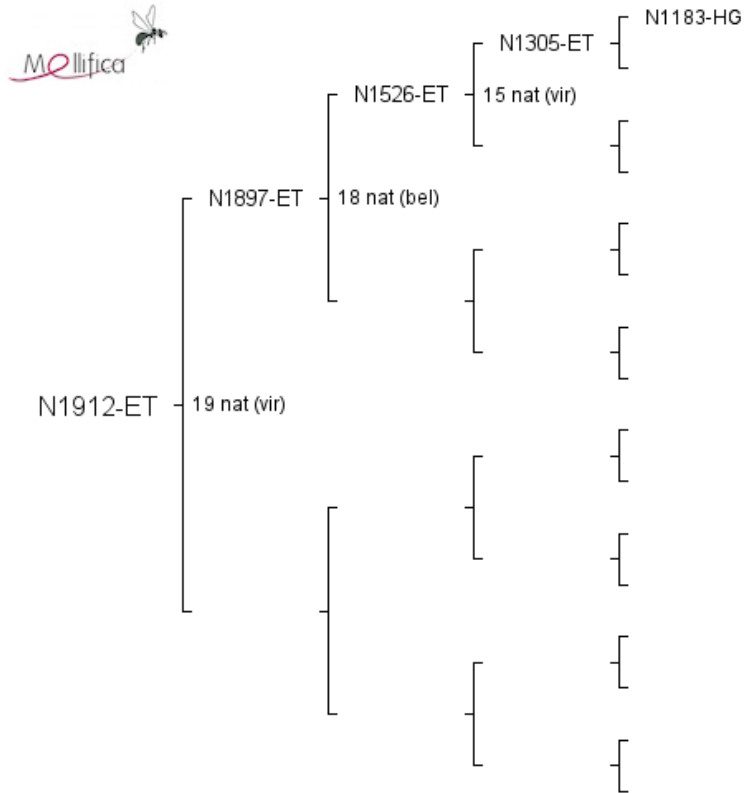 Mellifica
N1183-HG
N1305-ET
N1526-ET
15 nat (vir)
N1897-ET
18 nat (bel)
N1912-ET
19 nat (vir)